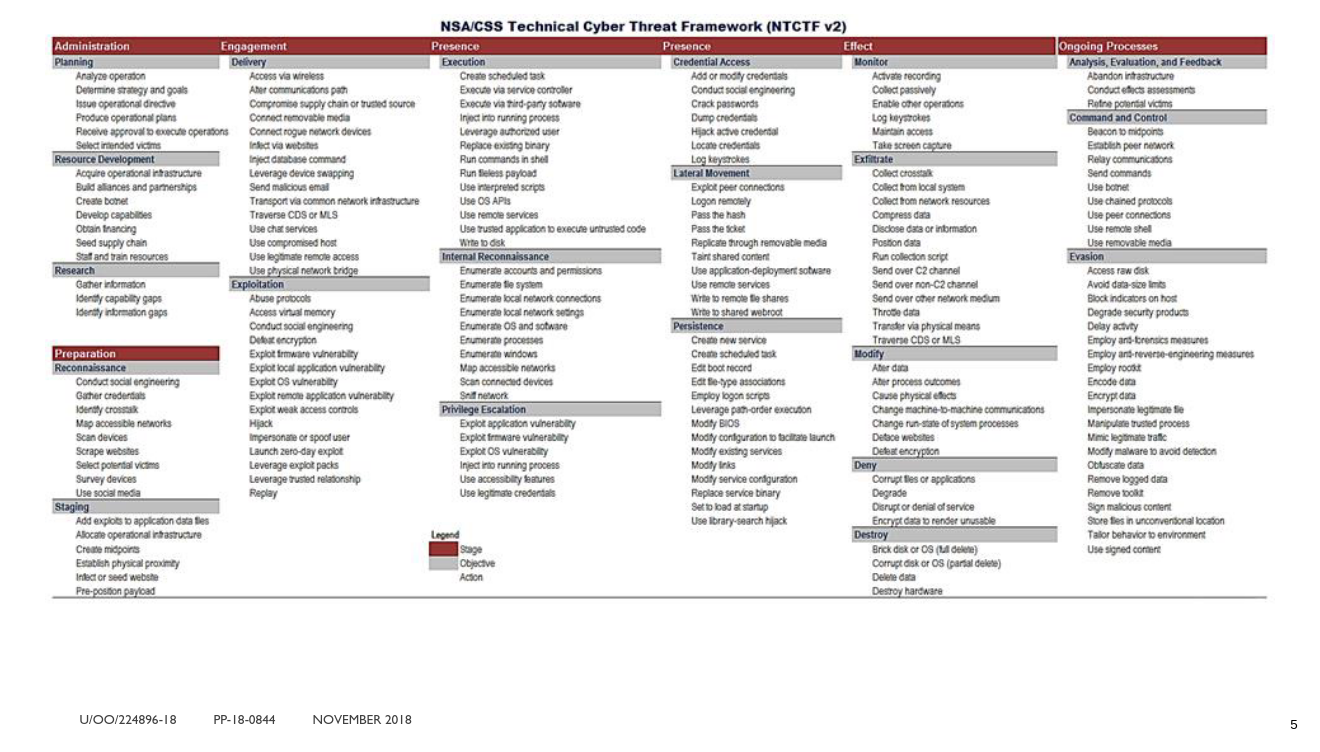 NSA/CSS Technical Cyber Threat Framework (NTCTF v2)
Administration
Planning
Analyze operation
Determine strategy and goals
Issue operational directive
Produce operational plans
Receive approval to execute operations
Select intended victims
Resource Development
Acquire operational infrastructure
Build alliances and partnerships
Create botnet
Develop capabilities
Obtain financing
Seed supply chain
Staff and train resources
Research
Gather information
Identify capability gaps
Identify information gaps
Preparation
Reconnaissance
Conduct social engineering
Gather credentials
Identify crosstalk
Map accessible networks
Scan devices
Scrape websites
Select potential victims
Survey devices
Use social media
Staging
Add exploits to application data files
Allocate operational infrastructure
Create midpoints
Establish physical proximity
Infect or seed website
Pre-position payload
Engagement
Delivery
Access via wireless
Alter communications path
Compromise supply chain or trusted source
Connect removable media
Connect rogue network devices
Infect via websites
Inject database command
Leverage device swapping
Send malicious email
Transport via common network infrastructure
Traverse CDS or MLS
Use chat services
Use compromised host
Use legitimate remote access
Use physical network bridge
Exploitation
Abuse protocols
Access virtual memory
Conduct social engineering
Defeat encryption
Exploit firmware vulnerability
Exploit local application vulnerability
Exploit OS vulnerability
Exploit remote application vulnerability
Exploit weak access controls
Hijack
Impersonate or spoof user
Launch zero-day exploit
Leverage exploit packs
Leverage trusted relationship
Replay
Presence
Execution
Create scheduled task
Execute via service controller
Execute via third-party software
Inject into running process
Leverage authorized user
Replace existing binary
Run commands in shell
Run fileless payload
Use interpreted scripts
Use OS APIs
Use remote services
Use trusted application to execute untrusted code
Write to disk
Internal Reconnaissance
Enumerate accounts and permissions
Enumerate file system
Enumerate local network connections
Enumerate local network settings
Enumerate OS and software
Enumerate processes
Enumerate windows
Map accessible networks
Scan connected devices
Sniff network
Privilege Escalation
Exploit application vulnerability
Exploit firmware vulnerability
Exploit OS vulnerability
Inject into running process
Use accessibility features
Use legitimate credentials
Legend
Stage
Objective
Action
Presence
Credential Access
Add or modify credentials
Conduct social engineering
Crack passwords
Dump credentials
Hijack active credential
Locate credentials
Log keystrokes
Lateral Movement
Exploit peer connections
Logon remotely
Pass the hash
Pass the ticket
Replicate through removable media
Taint shared content
Use application-deployment software
Use remote services
Write to remote file shares
Write to shared webroot
Persistence
Create new service
Create scheduled task
Edit boot record
Edit file-type associations
Employ logon scripts
Leverage path-order execution
Modify BIOS
Modify configuration to facilitate launch
Modify existing services
Modify links
Modify service configuration
Replace service binary
Set to load at startup
Use library-search hijack
Effect
Monitor
Activate recording
Collect passively
Enable other operations
Log keystrokes
Maintain access
Take screen capture
Exfiltrate
Collect crosstalk
Collect from local system
Collect from network resources
Compress data
Disclose data or information
Position data
Run collection script
Send over C2 channel
Send over non-C2 channel
Send over other network medium
Throttle data
Transfer via physical means
Traverse CDS or MLS
Modify
Alter data
Alter process outcomes
Cause physical effects
Change machine-to-machine communications
Change run-state of system processes
Deface websites
Defeat encryption
Deny
Corrupt files or applications
Degrade
Disrupt or denial of service
Encrypt data to render unusable
Destroy
Brick disk or OS (full delete)
Corrupt disk or OS (partial delete)
Delete data
Destroy hardware
Ongoing Processes
Analysis, Evaluation, and Feedback
Abandon infrastructure
Conduct effects assessments
Refine potential victims
Command and Control
Beacon to midpoints
Establish peer network
Relay communications
Send commands
Use botnet
Use chained protocols
Use peer connections
Use remote shell
Use removable media
Evasion
Access raw disk
Avoid data-size limits
Block indicators on host
Degrade security products
Delay activity
Employ anti-forensics measures
Employ anti-reverse-engineering measures
Employ rootkit
Encode data
Encrypt data
Impersonate legitimate file
Manipulate trusted process
Mimic legitimate traffic
Modify malware to avoid detection
Obfuscate data
Remove logged data
Remove toolkit
Sign malicious content
Store files in unconventional location
Tailor behavior to environment
Use signed content
U/OO/224896-18 PP-18-0844 NOVEMBER 2018
5